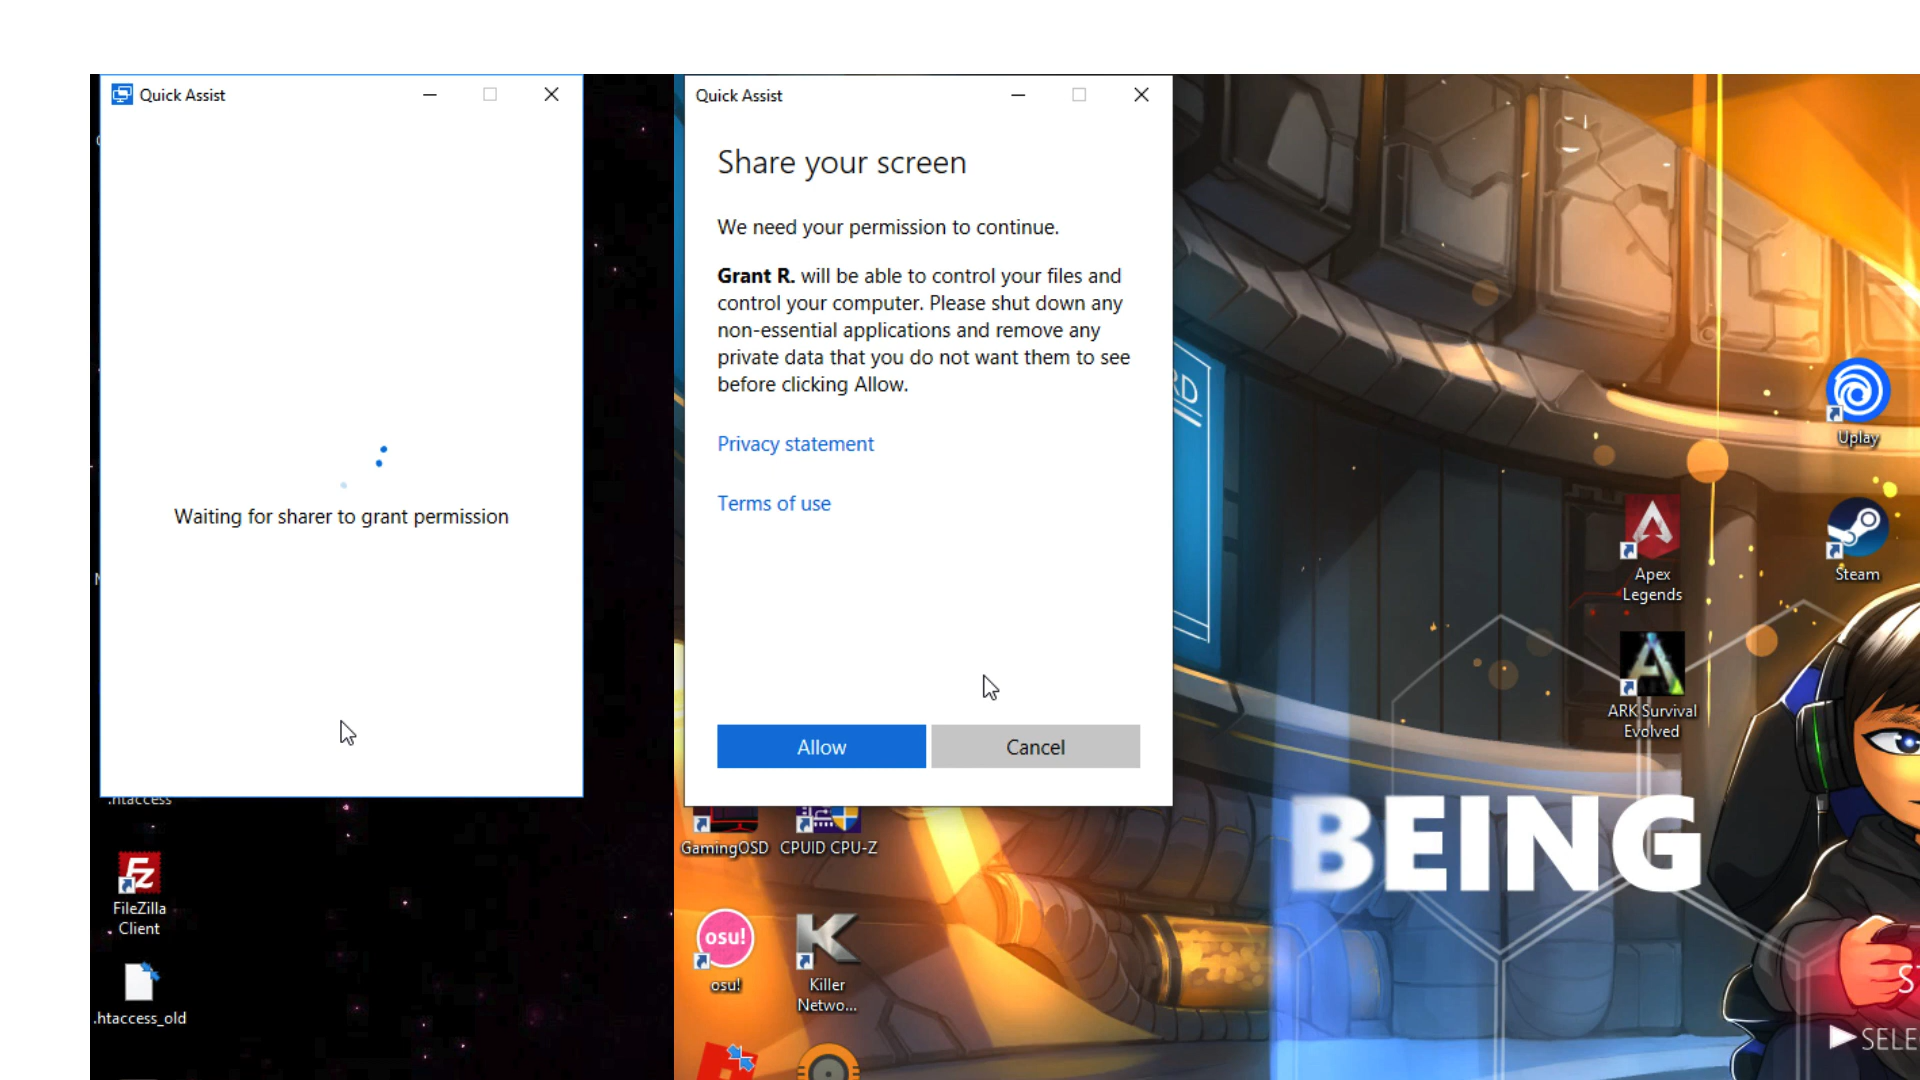 Quick Assist
Waiting for sharer to grant permission
.htaccess
FileZilla
Client
.htaccess_old
Quick Assist
Share your screen
We need your permission to continue.
Grant R. will be able to control your files and
control your computer. Please shut down any
non-essential applications and remove any
private data that you do not want them to see
before clicking Allow.
Privacy statement
Terms of use
Allow
Cancel
GamingOSD
CPUID CPU-Z
osu!
osu!
Killer
Netwo...
Uplay
Apex
Legends
Steam
ARK Survival
Evolved
BEING